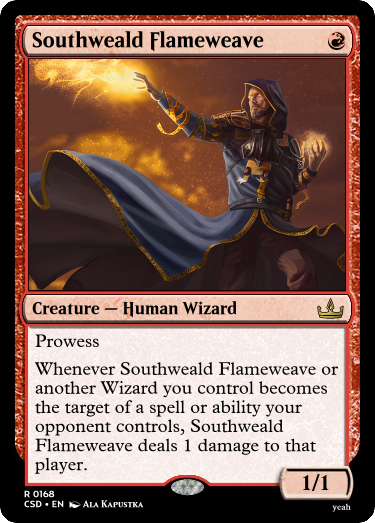 Southweald Flameweave
Creature — Human Wizard
Prowess
Whenever Southweald Flameweave or
another Wizard you control becomes
the target of a spell or ability your
opponent controls, Southweald
Flameweave deals 1 damage to that
player.
1/1
R 0168
CSD • EN Ala Kapustka
yeah